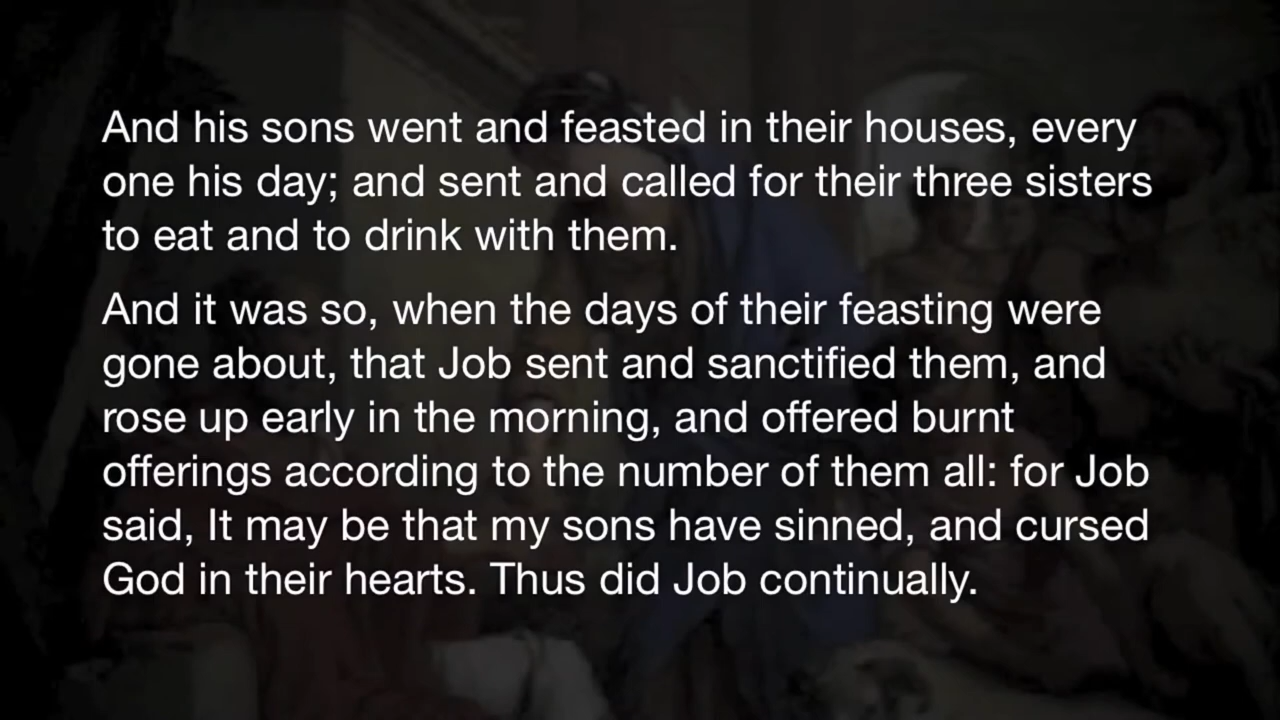 And his sons went and feasted in their houses, every
one his day; and sent and called for their three sisters
to eat and to drink with them.
And it was so, when the days of their feasting were
gone about, that Job sent and sanctified them, and
rose up early in the morning, and offered burnt
offerings according to the number of them all: for Job
said, It may be that my sons have sinned, and cursed
God in their hearts. Thus did Job continually.